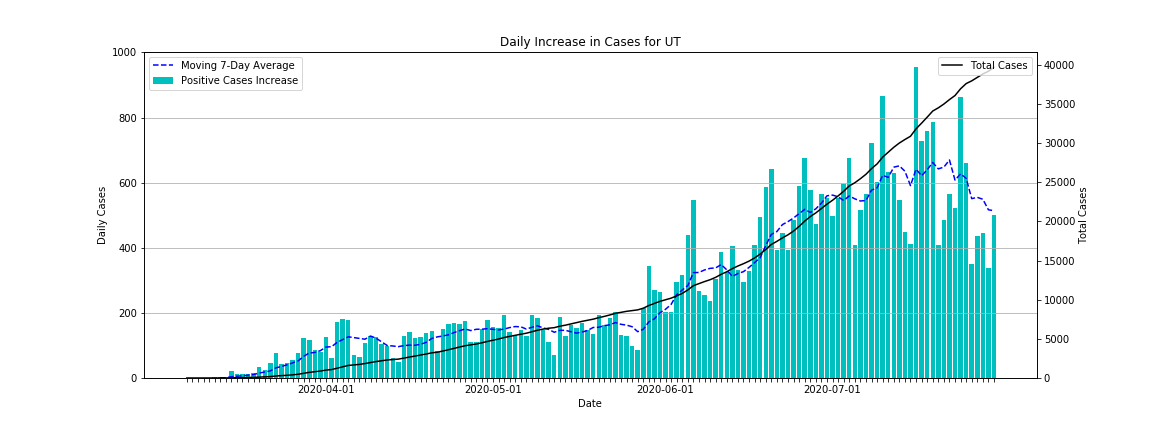 Daily Increase in Cases for UT
Moving 7-Day Average
Positive Cases Increase
Total Cases
Daily Cases
1000
800
600
400
200
0
40000
35000
30000
25000
20000
15000
10000
5000
0
Total Cases
2020-04-01 2020-05-01 2020-06-01 2020-07-01
Date